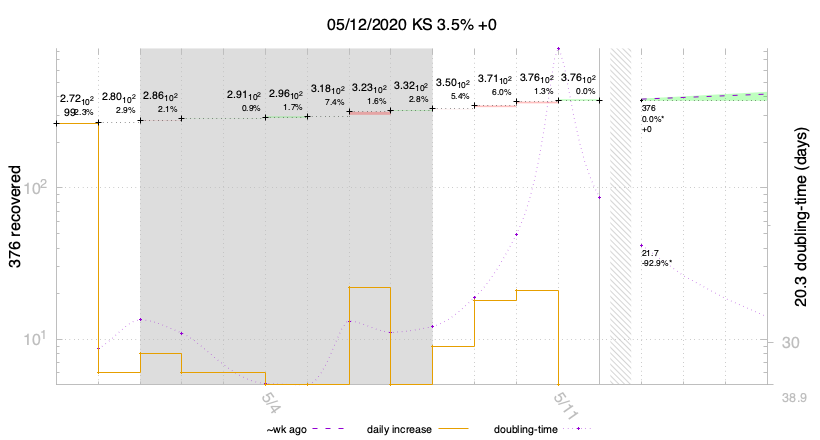 05/12/2020 KS 3.5% +0
2.72₁₀2 2.80₁₀2 2.86₁₀2 2.91₁₀2 2.96₁₀2 3.18₁₀2 3.23₁₀2 3.32₁₀2 3.50₁₀2 3.71₁₀2 3.76₁₀2 3.76₁₀2
2.3% 2.9% 2.1% 0.9% 1.7% 7.4% 1.6% 2.8% 5.4% 6.0% 1.3% 0.0%
376
0.0%*
+0
10²
376 recovered
20.3 doubling-time (days)
21.7
-92.9%*
10¹
30
38.9
5/4
5/11
~wk ago
daily increase
doubling-time